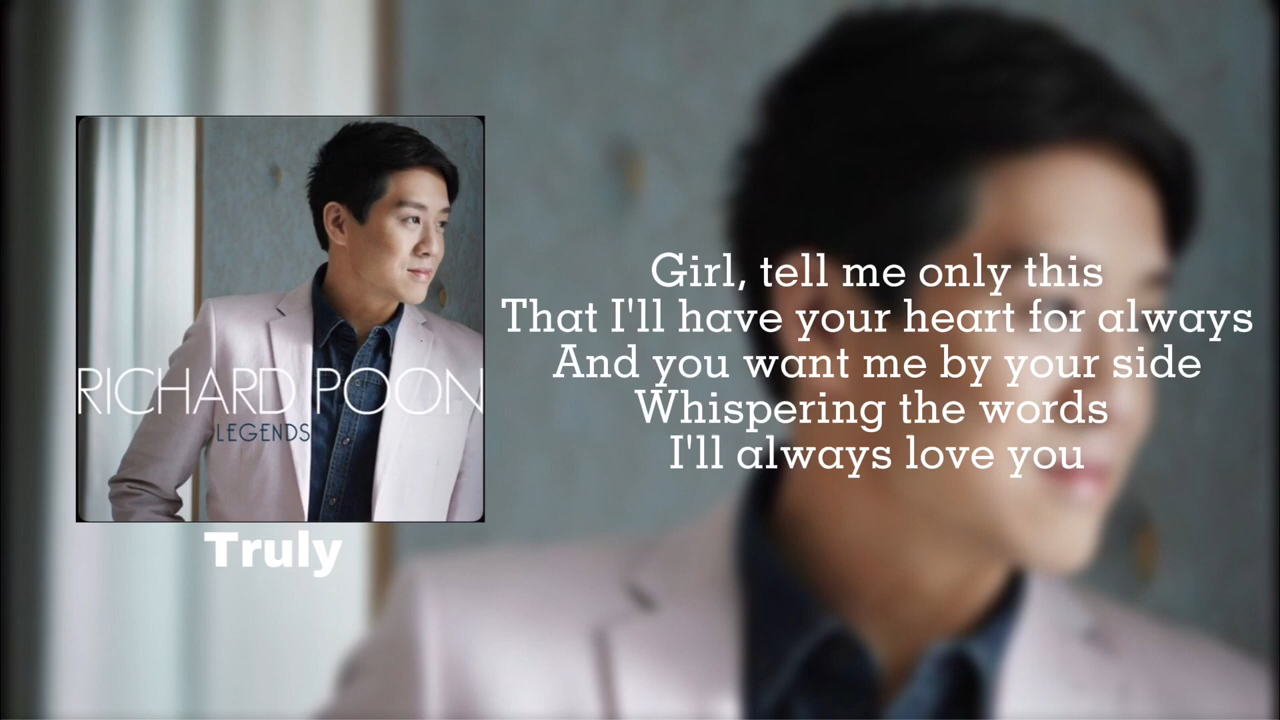 RICHARD POON
LEGENDS
Truly
Girl, tell me only this
That I'll have your heart for always
And you want me by your side
Whispering the words
I'll always love you